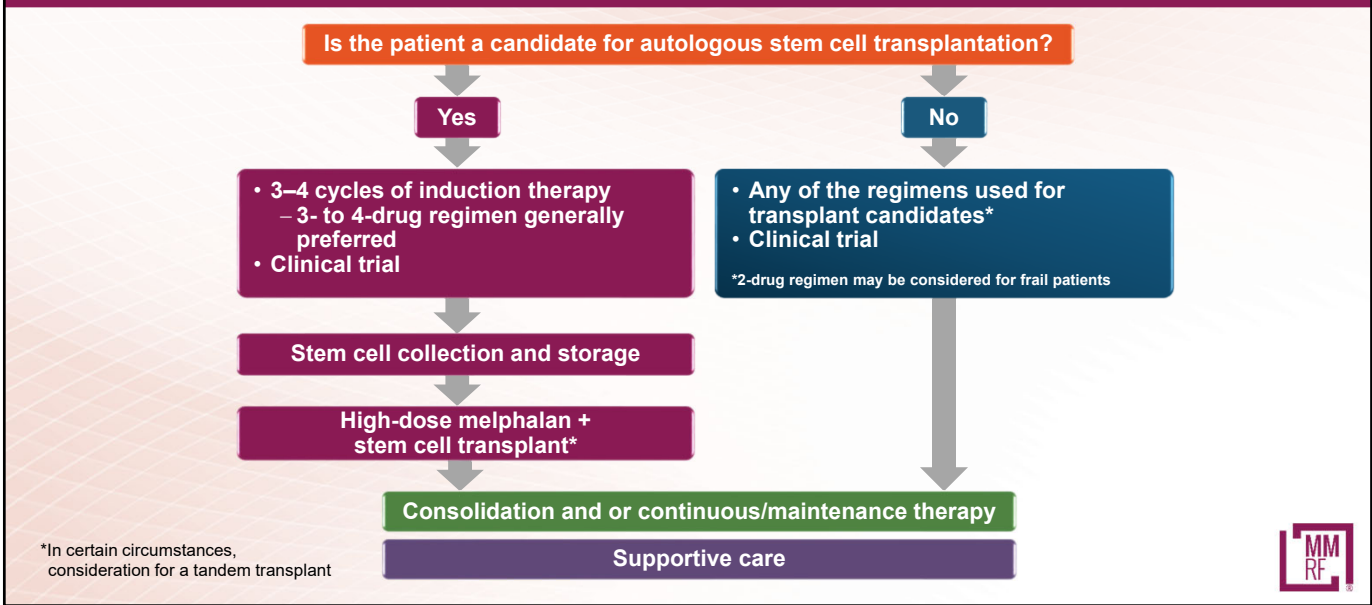 Is the patient a candidate for autologous stem cell transplantation?
Yes
No
• 3–4 cycles of induction therapy
– 3- to 4-drug regimen generally
preferred
• Clinical trial
• Any of the regimens used for
transplant candidates*
• Clinical trial
*2-drug regimen may be considered for frail patients
Stem cell collection and storage
High-dose melphalan +
stem cell transplant*
Consolidation and or continuous/maintenance therapy
Supportive care
*In certain circumstances,
consideration for a tandem transplant
MM
RF
®